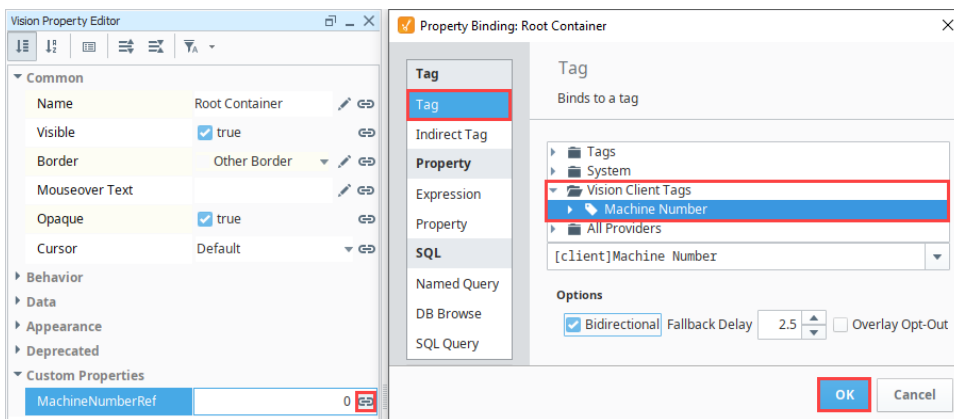 Vision Property Editor
Common
Name Root Container
Visible true
Border Other Border
Mouseover Text
Opaque true
Cursor Default
Behavior
Data
Appearance
Deprecated
Custom Properties
MachineNumberRef 0
Property Binding: Root Container
Tag
Tag
Indirect Tag
Property
Expression
Property
SQL
Named Query
DB Browse
SQL Query
Tag
Binds to a tag
Tags
System
Vision Client Tags
Machine Number
All Providers
[client]Machine Number
Options
Bidirectional Fallback Delay 2.5 Overlay Opt-Out
OK Cancel